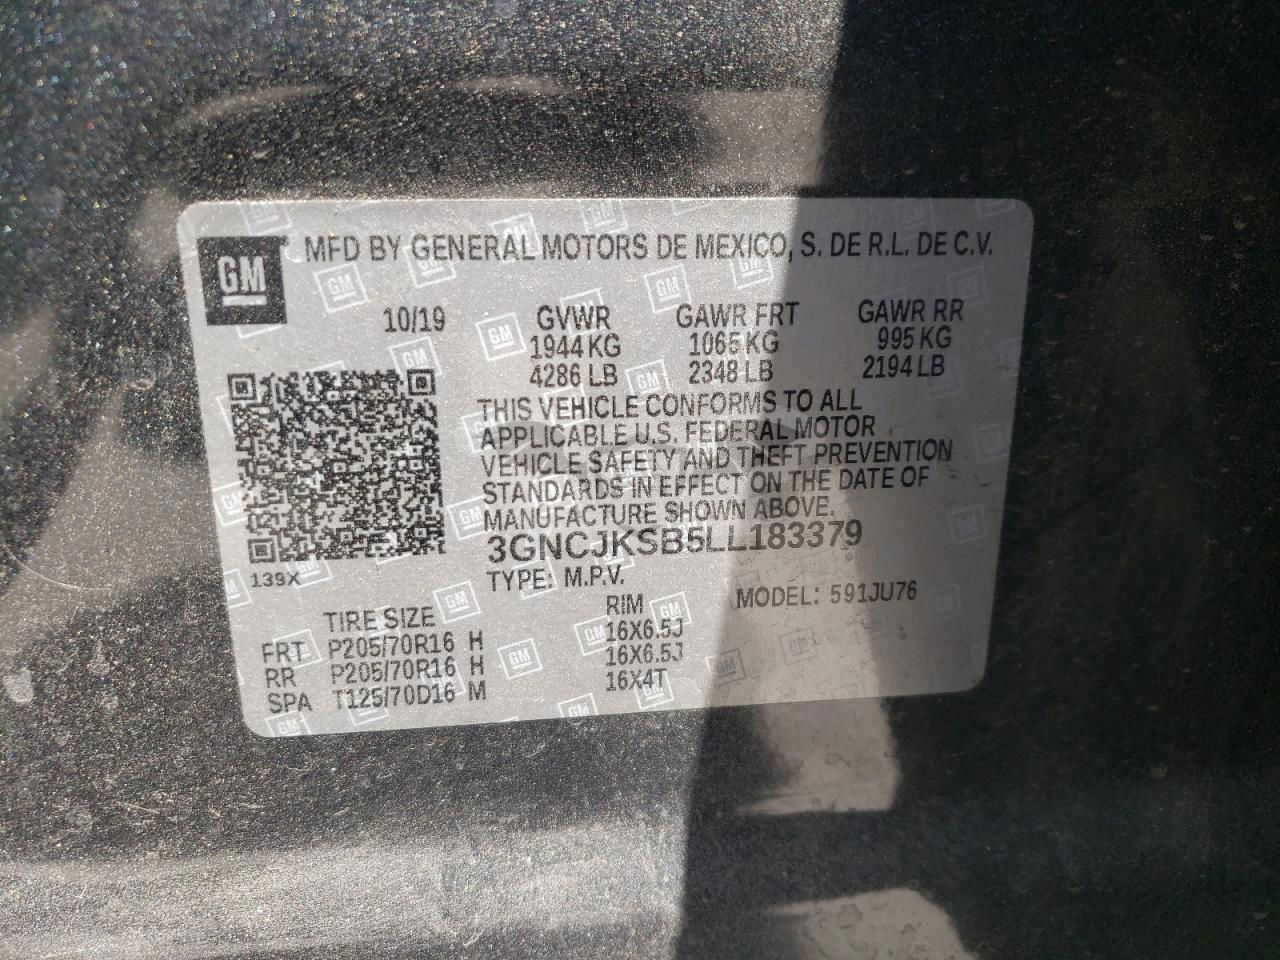 GM
MFD BY GENERAL MOTORS DE MEXICO, S. DE R.L. DE C.V.
10/19 GVWR GAWR FRT GAWR RR
1944 KG 1065 KG 995 KG
4286 LB 2348 LB 2194 LB
THIS VEHICLE CONFORMS TO ALL
APPLICABLE U.S. FEDERAL MOTOR
VEHICLE SAFETY AND THEFT PREVENTION
STANDARDS IN EFFECT ON THE DATE OF
MANUFACTURE SHOWN ABOVE.
3GNCJKSB5LL183379
139X
TYPE: M.P.V. MODEL: 591JU76
TIRE SIZE RIM
FRT P205/70R16 H 16X6.5J
RR P205/70R16 H 16X6.5J
SPA T125/70D16 M 16X4T